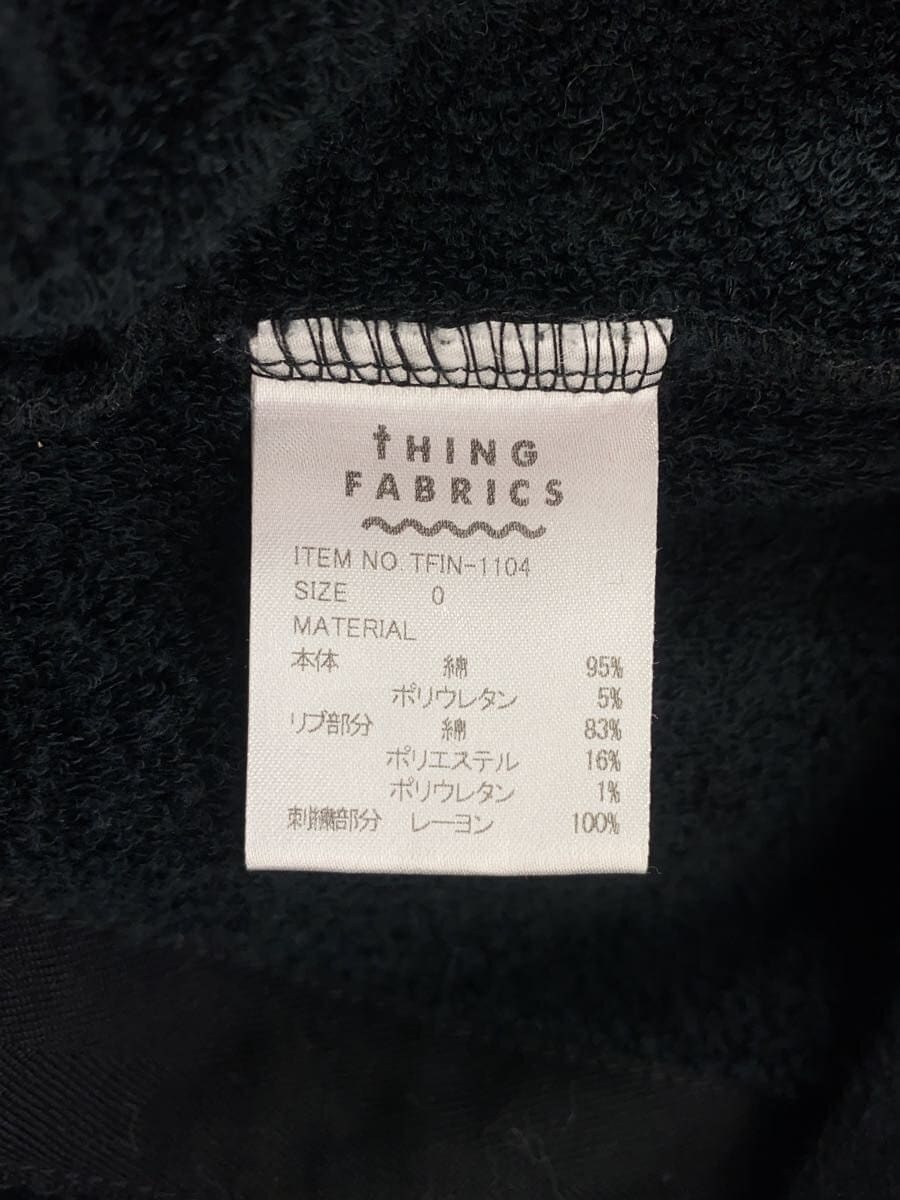 tHING
FABRICS
ITEM NO. TFIN-1104
SIZE 0
MATERIAL
本体 綿 95%
ポリウレタン 5%
リブ部分 綿 83%
ポリエステル 16%
ポリウレタン 1%
刺繍部分 レーヨン 100%